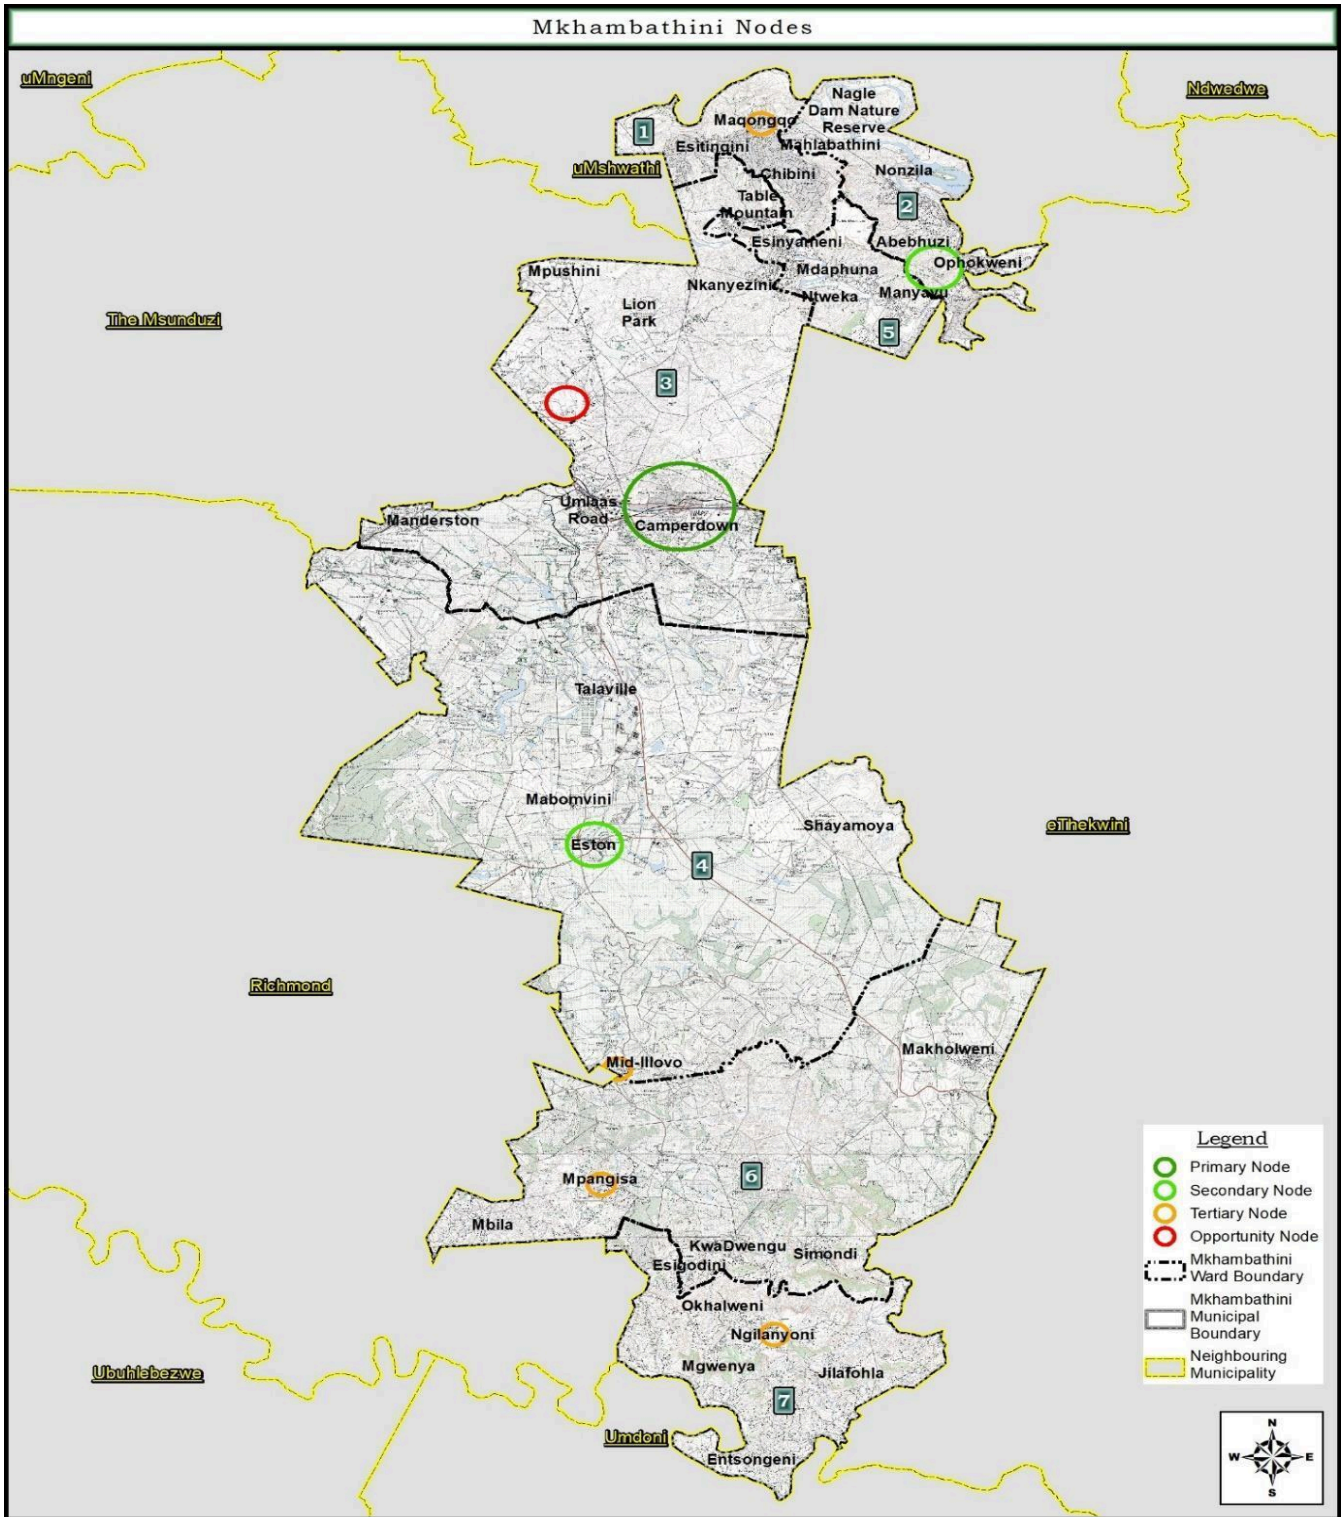 Mkhambathini Nodes
uMngeni
Ndwedwe
Nagle
Dam Nature
Reserve
Maqongqo
1
Esitingini
Mahlabathini
uMshwathi
Chibini
Nonzila
Table
Mountain
2
Esinyameni
Abebhuzi
Ophokweni
Mpushini
Mdaphuna
Nkanyezini
Ntweka
Manyavu
Lion
Park
The Msunduzi
5
3
Umlaas
Road
Manderston
Camperdown
Talaville
Mabomvini
Shayamoya
eThekwini
Eston
4
Richmond
Makholweni
Mid-Illovo
Mpangisa
6
Mbila
KwaDwengu
Simondi
Esigodini
Okhalweni
Ngilanyoni
Mgwenya
Jilafohla
Ubuhlebezwe
7
Umdoni
Entsongeni
Legend
Primary Node
Secondary Node
Tertiary Node
Opportunity Node
Mkhambathini
Ward Boundary
Mkhambathini
Municipal
Boundary
Neighbouring
Municipality
N
W E
S